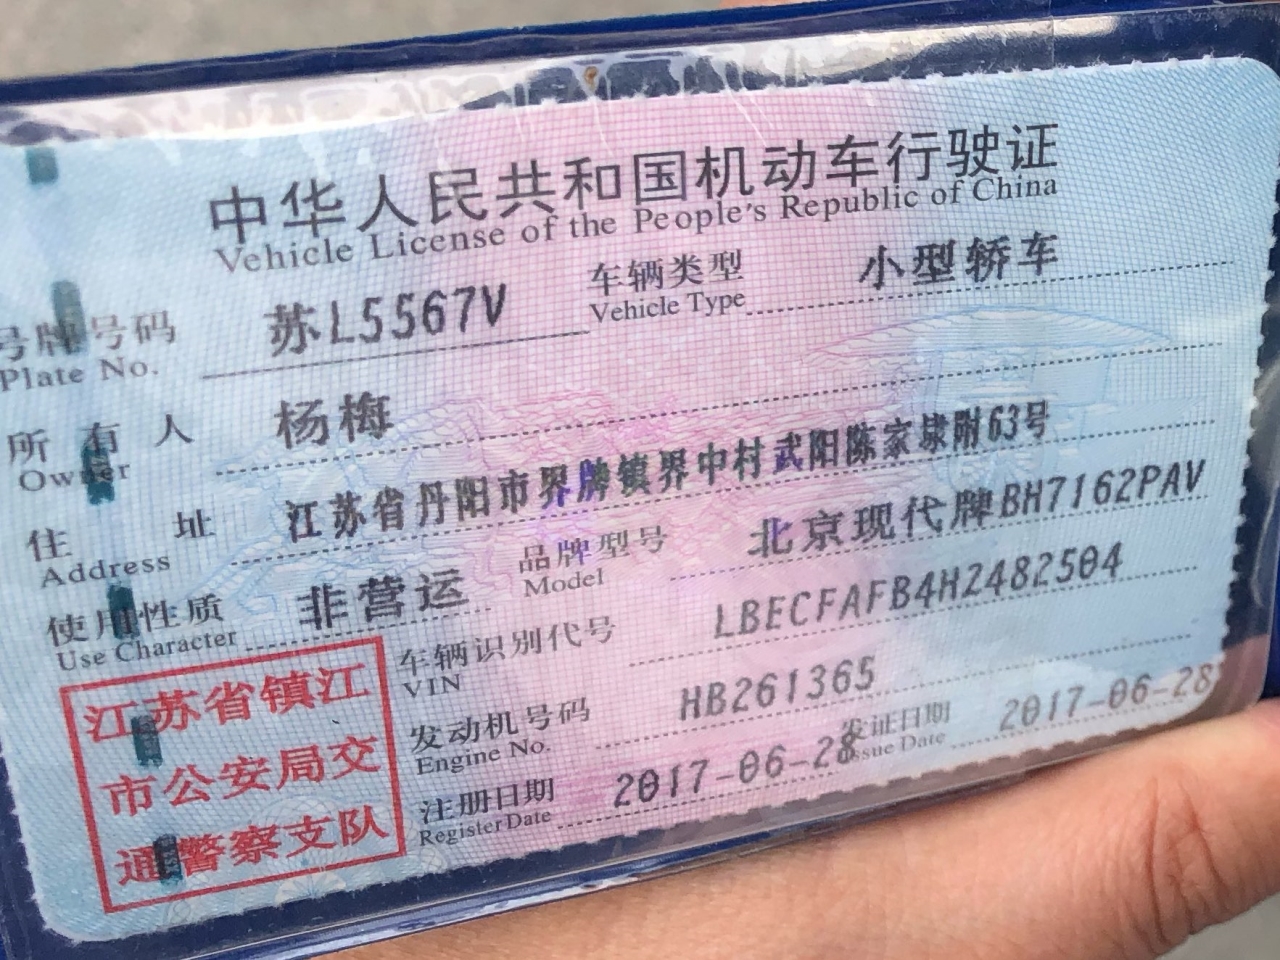 中华人民共和国机动车行驶证
Vehicle License of the People's Republic of China
号牌号码 苏L5567V 车辆类型 小型轿车
Plate No. Vehicle Type
所有人 杨梅
Owner
住址 江苏省丹阳市界牌镇界中村武阳陈家埭附63号
Address
使用性质 非营运 品牌型号 北京现代牌BH7162PAV
Use Character Model
车辆识别代号 LBECFAFB4H2482504
VIN
发动机号码 HB261365
Engine No.
注册日期 2017-06-28 发证日期 2017-06-28
Register Date Issue Date
江苏省镇江
市公安局交
通警察支队